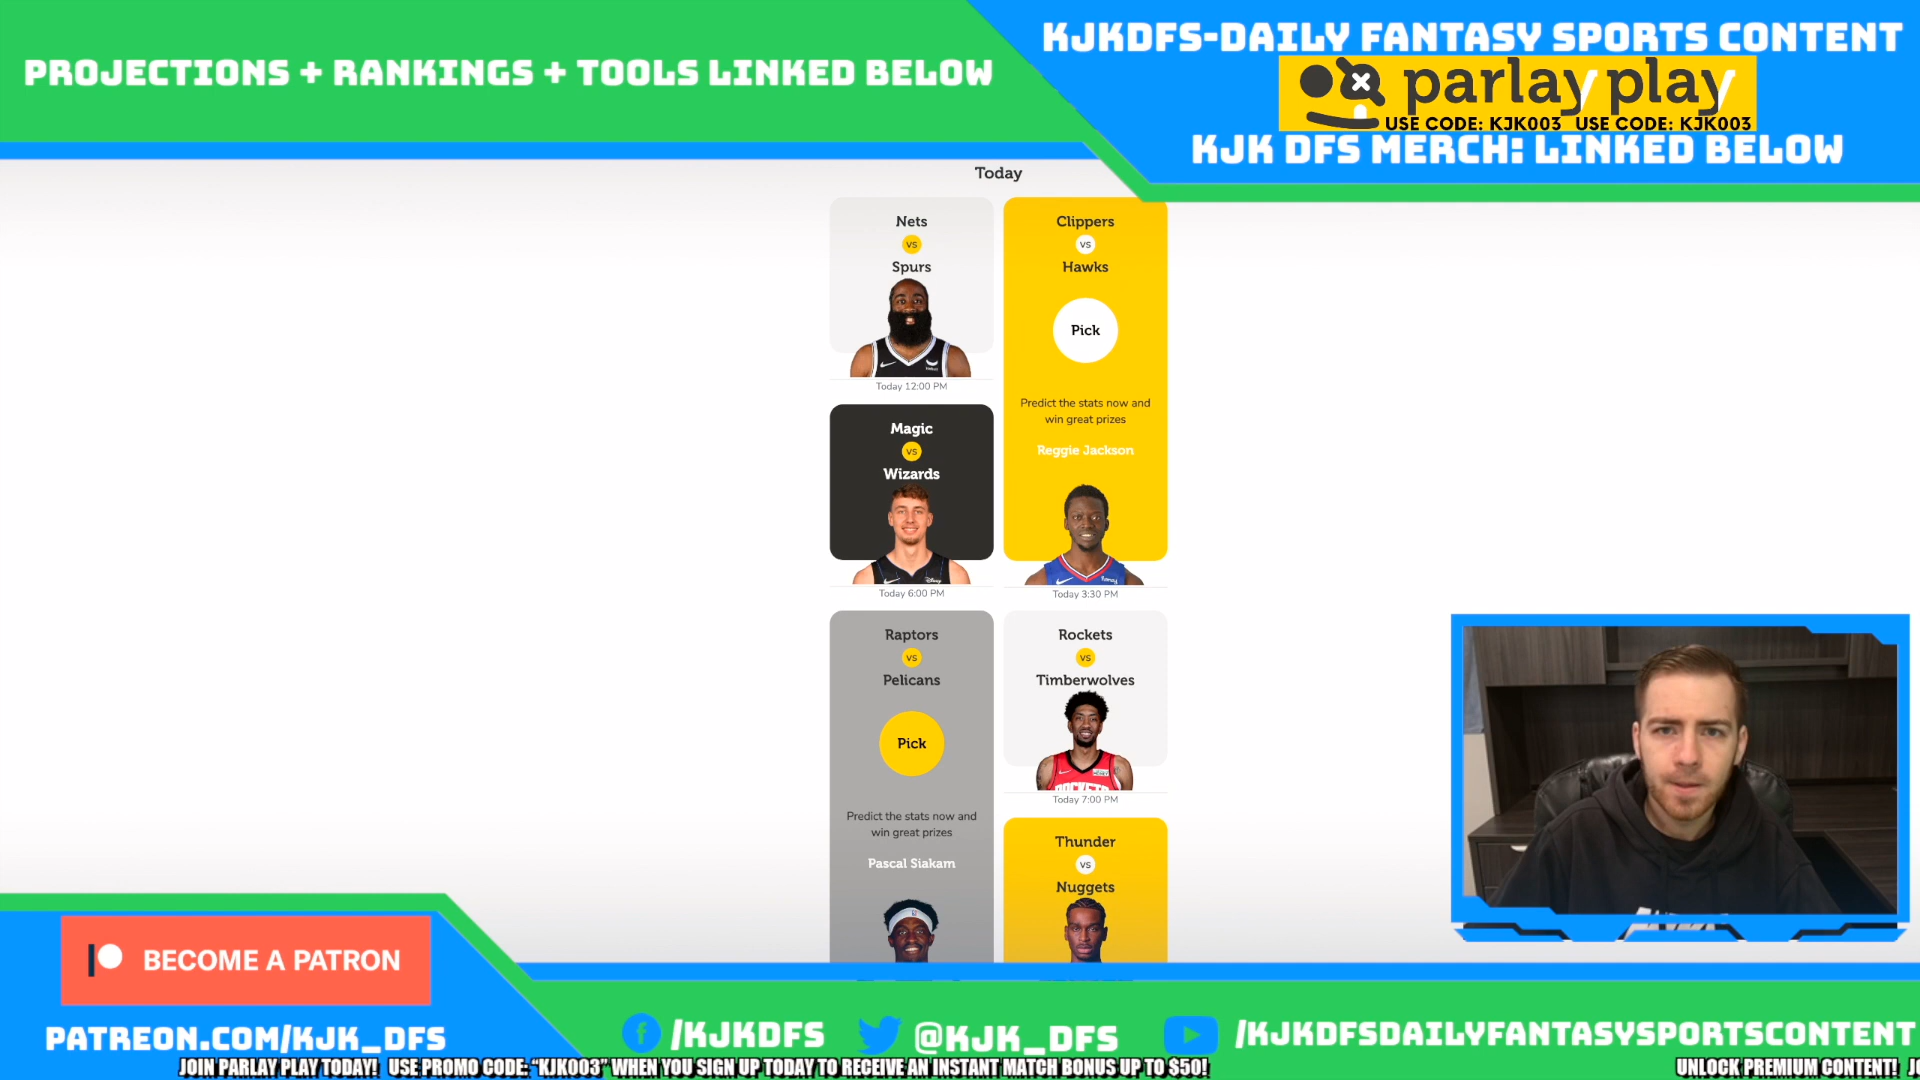 PROJECTIONS + RANKINGS + TOOLS LINKED BELOW
KJKDFS-DAILY FANTASY SPORTS CONTENT
parlay play
USE CODE: KJK003 USE CODE: KJK003
KJK DFS MERCH: LINKED BELOW
Today
Nets
vs
Spurs
Today 12:00 PM
Clippers
vs
Hawks
Pick
Predict the stats now and
win great prizes
Reggie Jackson
Today 3:30 PM
Magic
vs
Wizards
Today 6:00 PM
Raptors
vs
Pelicans
Pick
Predict the stats now and
win great prizes
Pascal Siakam
Rockets
vs
Timberwolves
Today 7:00 PM
Thunder
vs
Nuggets
BECOME A PATRON
PATREON.COM/KJK_DFS
/KJKDFS
@KJK_DFS
/KJKDFSDAILYFANTASYSPORTSCONTENT
JOIN PARLAY PLAY TODAY! USE PROMO CODE: "KJK003" WHEN YOU SIGN UP TODAY TO RECEIVE AN INSTANT MATCH BONUS UP TO $50! UNLOCK PREMIUM CONTENT!